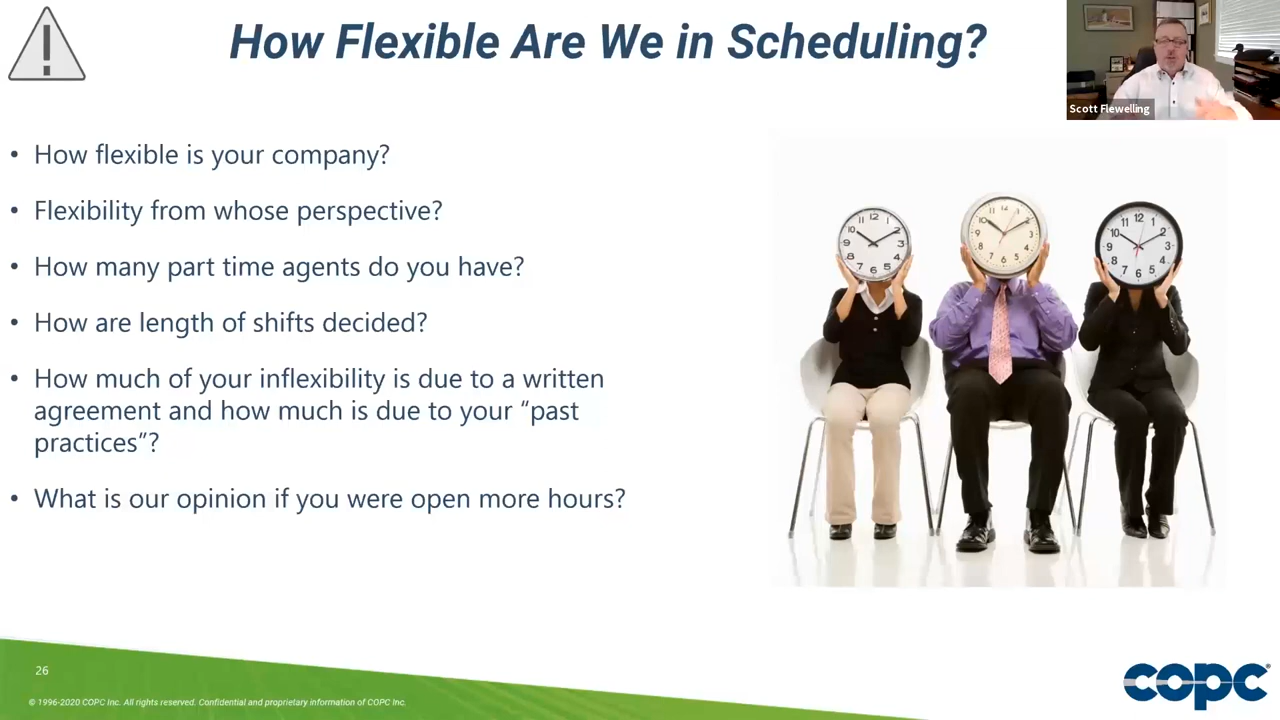 How Flexible Are We in Scheduling?
Scott Flewelling
• How flexible is your company?
• Flexibility from whose perspective?
• How many part time agents do you have?
• How are length of shifts decided?
• How much of your inflexibility is due to a written
agreement and how much is due to your “past
practices”?
• What is our opinion if you were open more hours?
26
© 1996-2020 COPC Inc. All rights reserved. Confidential and proprietary information of COPC Inc.
copc®